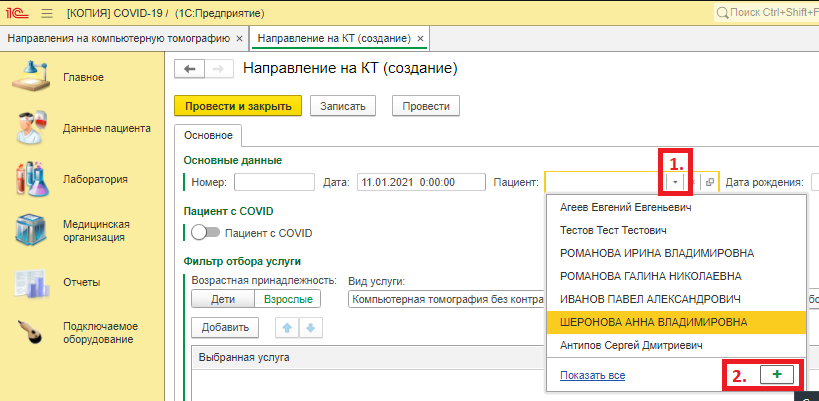 1С [КОПИЯ] COVID-19 / (1С:Предприятие) Поиск Ctrl+Shift+F
Направления на компьютерную томографию × Направление на КТ (создание) ×
Главное
Данные пациента
Лаборатория
Медицинская
организация
Отчеты
Подключаемое
оборудование
Направление на КТ (создание)
Провести и закрыть Записать Провести
Основное
1.
Основные данные
Номер: Дата: 11.01.2021 0:00:00 Пациент: Дата рождения:
Агеев Евгений Евгеньевич
Тестов Тест Тестович
РОМАНОВА ИРИНА ВЛАДИМИРОВНА
РОМАНОВА ГАЛИНА НИКОЛАЕВНА
ИВАНОВ ПАВЕЛ АЛЕКСАНДРОВИЧ
ШЕРОНОВА АННА ВЛАДИМИРОВНА
Антипов Сергей Дмитриевич
Показать все 2. +
Пациент с COVID
Пациент с COVID
Фильтр отбора услуги
Возрастная принадлежность: Вид услуги:
Дети Взрослые Компьютерная томография без контра
Добавить
Выбранная услуга